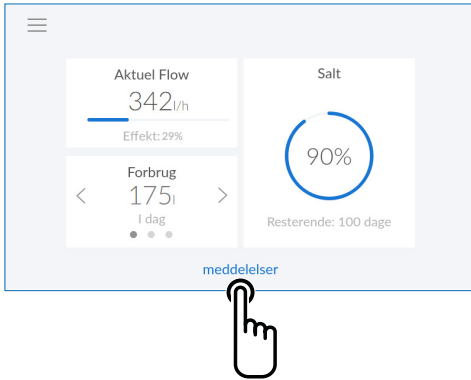 Aktuel Flow
342l/h
Effekt: 29%
Forbrug
175l
I dag
Salt
90%
Resterende: 100 dage
meddelelser